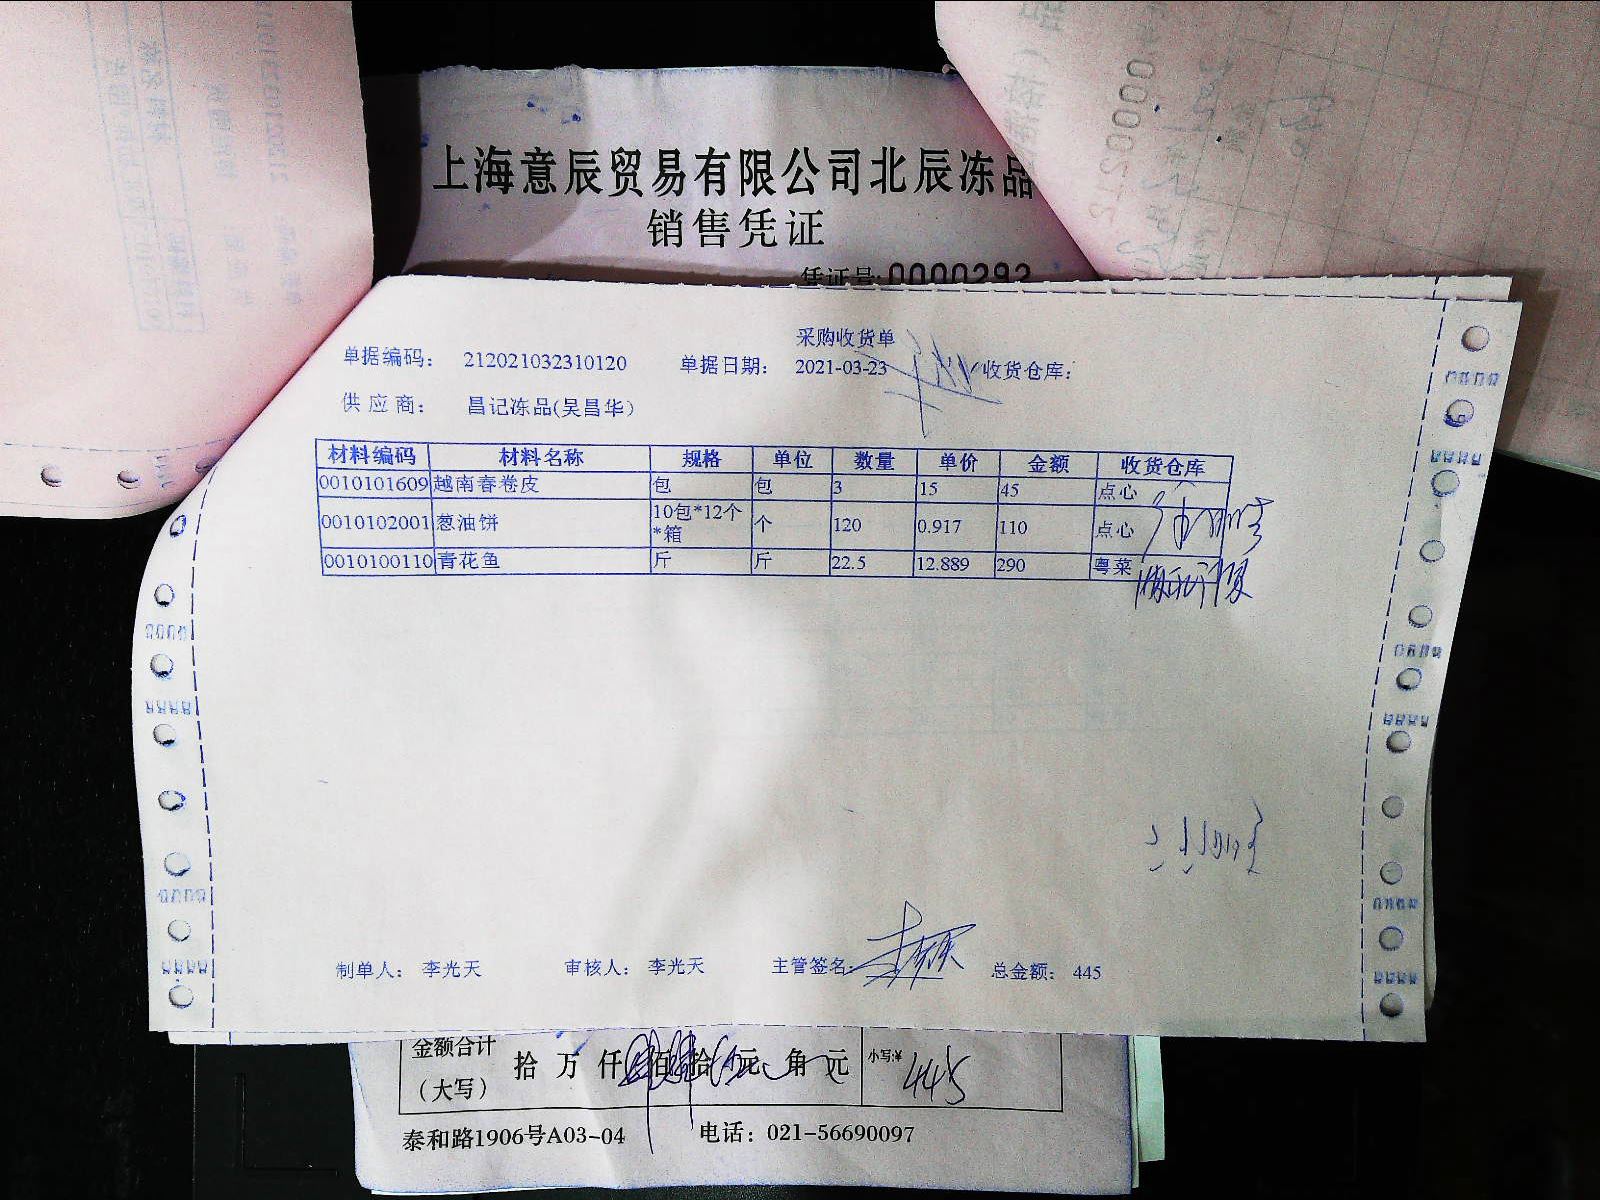 上海意辰贸易有限公司北辰冻品
销售凭证
凭证号:0000292
采购收货单
单据编码: 212021032310120 单据日期: 2021-03-23 收货仓库:
供应商: 昌记冻品(吴昌华)
材料编码 材料名称 规格 单位 数量 单价 金额 收货仓库
0010101609 越南春卷皮 包 包 3 15 45 点心
0010102001 葱油饼 10包*12个*箱 个 120 0.917 110 点心
0010100110 青花鱼 斤 斤 22.5 12.889 290 粤菜
制单人: 李光天 审核人: 李光天 主管签名: 总金额: 445
金额合计(大写) 拾 万 仟 佰 拾 元 角 元 小写:¥ 445
泰和路1906号A03-04 电话: 021-56690097